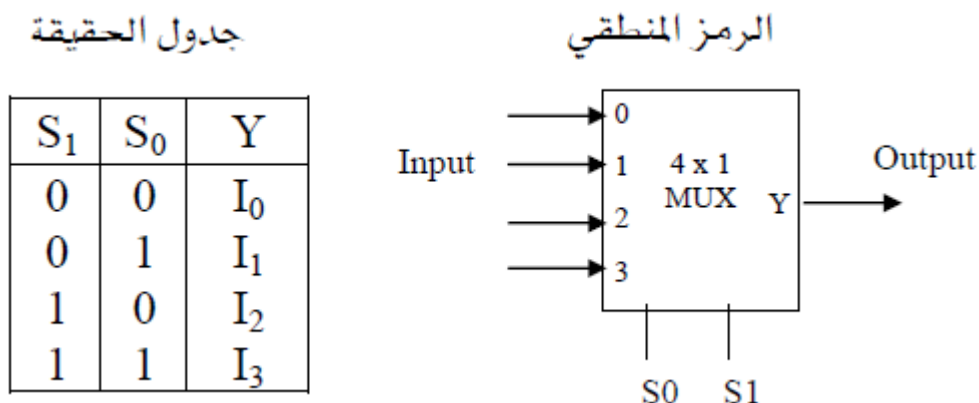 جدول الحقيقة
S₁ S₀ Y
0 0 I₀
0 1 I₁
1 0 I₂
1 1 I₃
الرمز المنطقي
Input
0
1
2
3
4 x 1
MUX
Y
Output
S0 S1